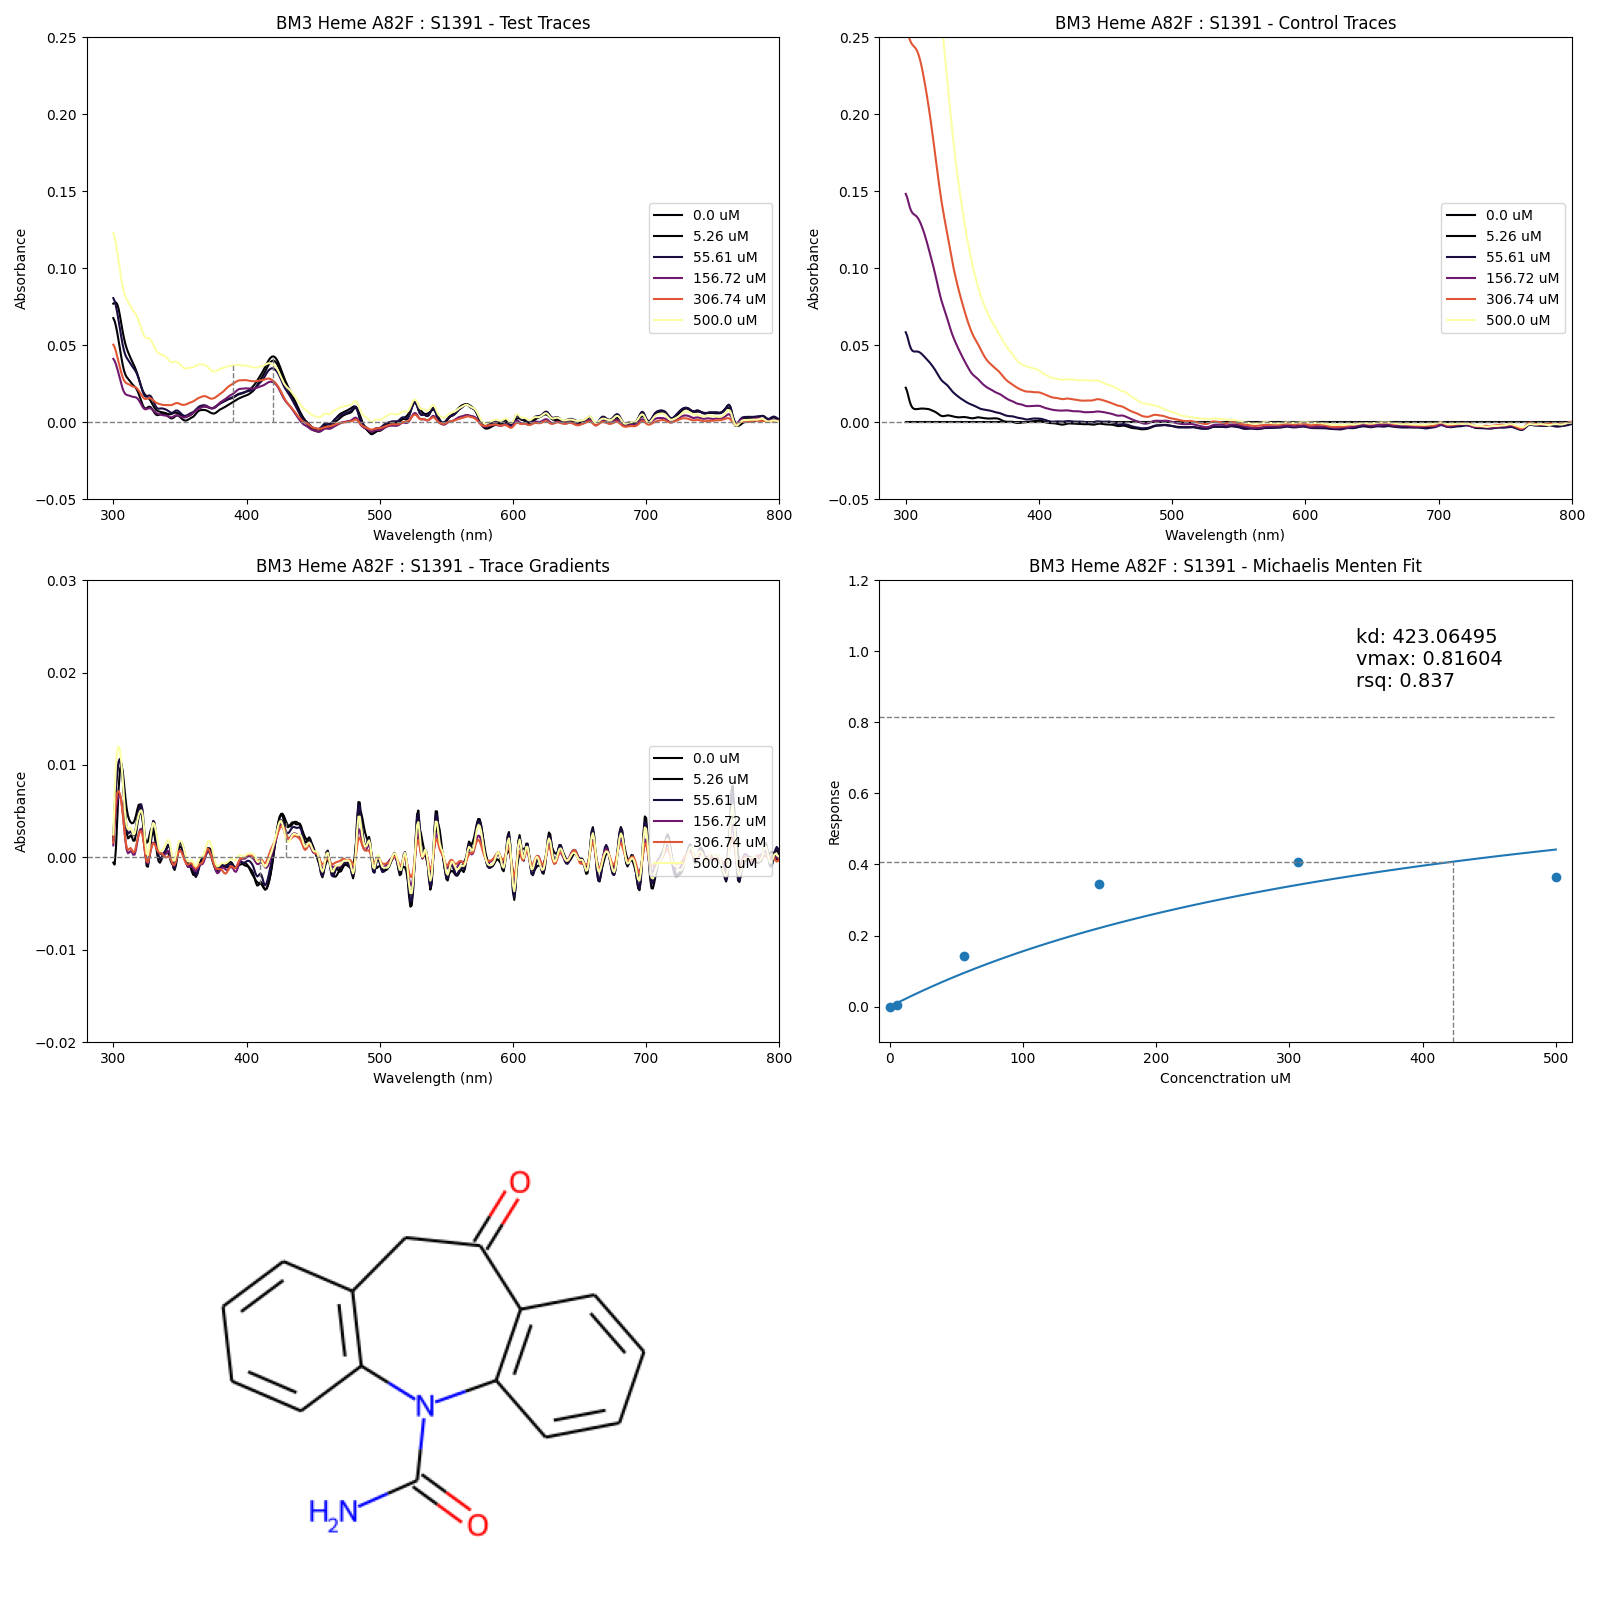 BM3 Heme A82F : S1391 - Test Traces
0.25
0.20
0.15
0.10
0.05
0.00
−0.05
Absorbance
300 400 500 600 700 800
Wavelength (nm)
0.0 uM
5.26 uM
55.61 uM
156.72 uM
306.74 uM
500.0 uM
BM3 Heme A82F : S1391 - Control Traces
0.25
0.20
0.15
0.10
0.05
0.00
−0.05
Absorbance
300 400 500 600 700 800
Wavelength (nm)
0.0 uM
5.26 uM
55.61 uM
156.72 uM
306.74 uM
500.0 uM
BM3 Heme A82F : S1391 - Trace Gradients
0.03
0.02
0.01
0.00
−0.01
−0.02
Absorbance
300 400 500 600 700 800
Wavelength (nm)
0.0 uM
5.26 uM
55.61 uM
156.72 uM
306.74 uM
500.0 uM
BM3 Heme A82F : S1391 - Michaelis Menten Fit
1.2
1.0
0.8
0.6
0.4
0.2
0.0
Response
kd: 423.06495
vmax: 0.81604
rsq: 0.837
0 100 200 300 400 500
Concenctration uM
O
N
H2N
O